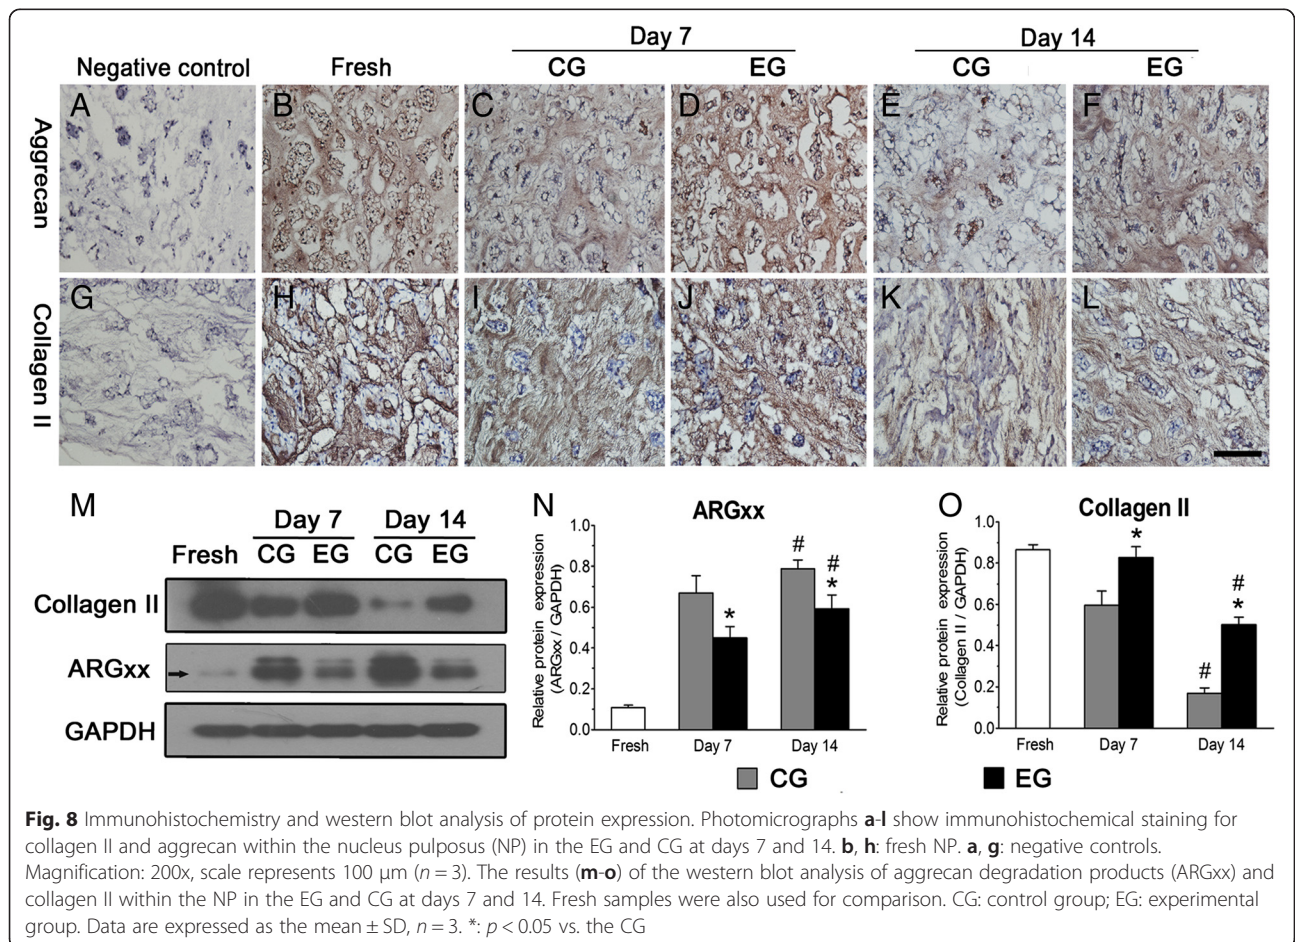 Day 7 Day 14
Negative control Fresh CG EG CG EG
Aggrecan
A B C D E F
Collagen II
G H I J K L
M
Day 7 Day 14
Fresh CG EG CG EG
Collagen II
ARGxx
GAPDH
N
ARGxx
Relative protein expression
(ARGxx / GAPDH)
1.0
0.8
0.6
0.4
0.2
0.0
*
#
#
*
Fresh Day 7 Day 14
O
Collagen II
Relative protein expression
(Collagen II / GAPDH)
1.0
0.8
0.6
0.4
0.2
0.0
*
#
#
*
Fresh Day 7 Day 14
CG EG
Fig. 8 Immunohistochemistry and western blot analysis of protein expression. Photomicrographs a-l show immunohistochemical staining for
collagen II and aggrecan within the nucleus pulposus (NP) in the EG and CG at days 7 and 14. b, h: fresh NP. a, g: negative controls.
Magnification: 200x, scale represents 100 μm (n = 3). The results (m-o) of the western blot analysis of aggrecan degradation products (ARGxx) and
collagen II within the NP in the EG and CG at days 7 and 14. Fresh samples were also used for comparison. CG: control group; EG: experimental
group. Data are expressed as the mean ± SD, n = 3. *: p < 0.05 vs. the CG